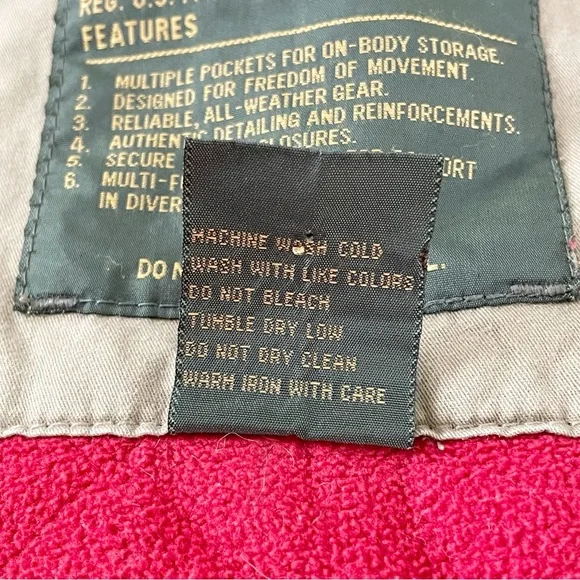 REG. U.S.
FEATURES
1. MULTIPLE POCKETS FOR ON-BODY STORAGE.
2. DESIGNED FOR FREEDOM OF MOVEMENT.
3. RELIABLE, ALL-WEATHER GEAR.
4. AUTHENTIC DETAILING AND REINFORCEMENTS.
5. SECURE CLOSURES.
6. MULTI-F
IN DIVER
DO N
MACHINE WASH COLD
WASH WITH LIKE COLORS
DO NOT BLEACH
TUMBLE DRY LOW
DO NOT DRY CLEAN
WARM IRON WITH CARE